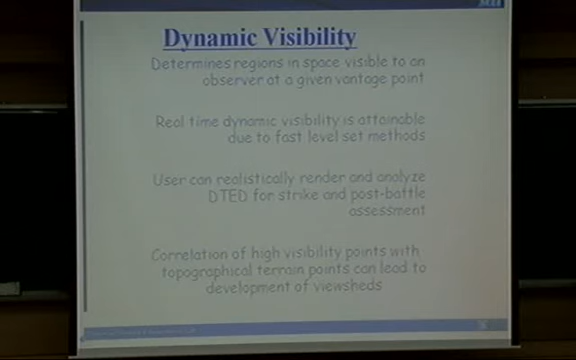 Dynamic Visibility
Determines regions in space visible to an
observer at a given vantage point
Real time dynamic visibility is attainable
due to fast level set methods
User can realistically render and analyze
DTED for strike and post-battle
assessment
Correlation of high visibility points with
topographical terrain points can lead to
development of viewsheds